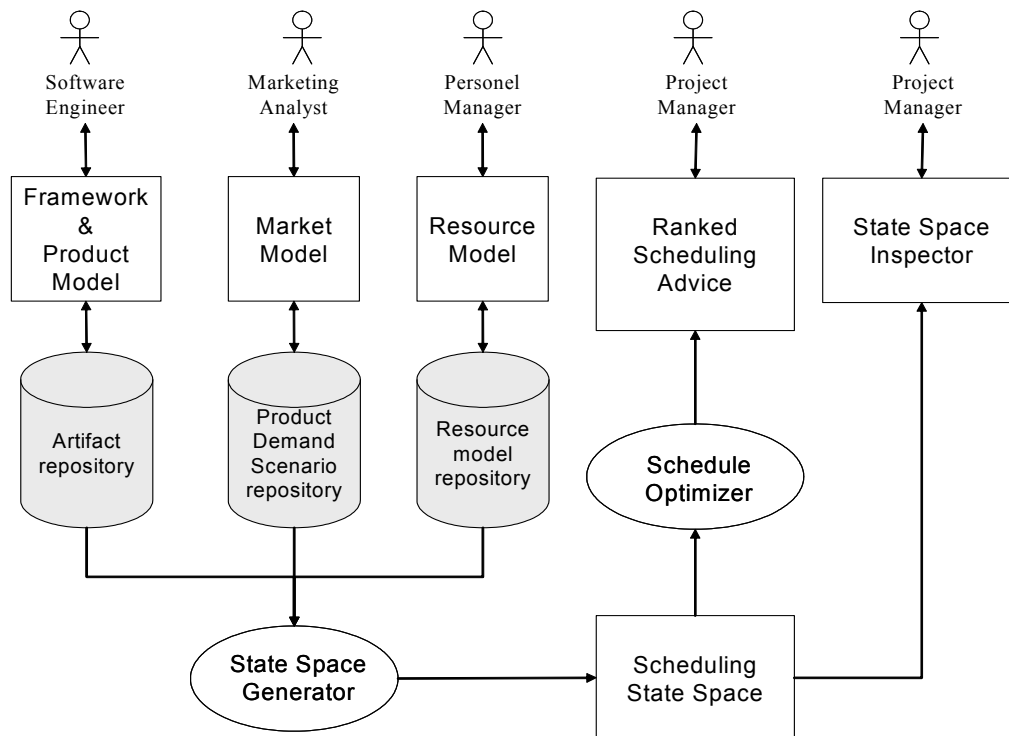 Software
Engineer
Marketing
Analyst
Personel
Manager
Project
Manager
Project
Manager
Framework
&
Product
Model
Market
Model
Resource
Model
Ranked
Scheduling
Advice
State Space
Inspector
Artifact
repository
Product
Demand
Scenario
repository
Resource
model
repository
Schedule
Optimizer
State Space
Generator
Scheduling
State Space